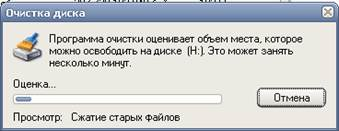 Очистка диска
Программа очистки оценивает объем места, которое
можно освободить на диске (H:). Это может занять
несколько минут.
Оценка...
Отмена
Просмотр: Сжатие старых файлов